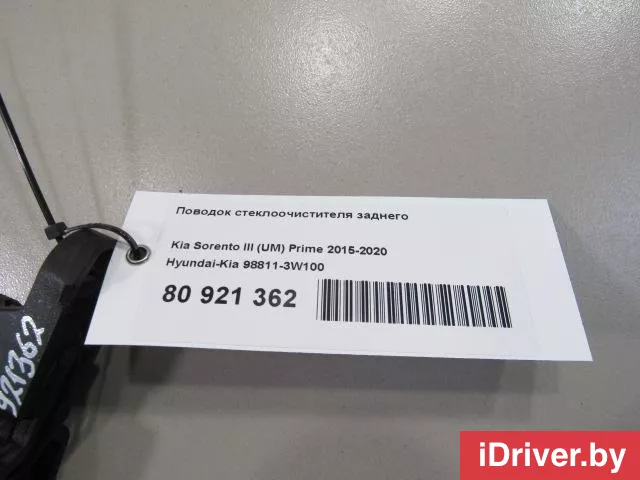 Поводок стеклоочистителя заднего
Kia Sorento III (UM) Prime 2015-2020
Hyundai-Kia 98811-3W100
80 921 362
921362
iDriver.by